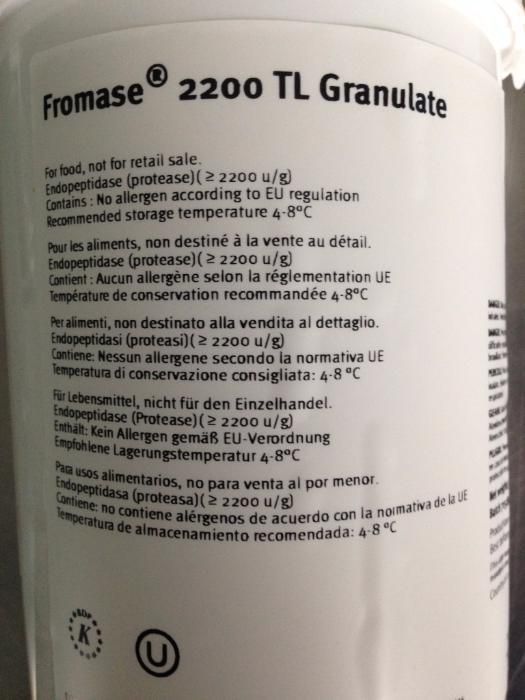 Fromase® 2200 TL Granulate
For food, not for retail sale.
Endopeptidase (protease)(≥ 2200 u/g)
Contains : No allergen according to EU regulation
Recommended storage temperature 4-8°C
Pour les aliments, non destiné à la vente au détail.
Endopeptidase (protease)(≥ 2200 u/g)
Contient : Aucun allergène selon la réglementation UE
Température de conservation recommandée 4-8°C
Per alimenti, non destinato alla vendita al dettaglio.
Endopeptidasi (proteasi)(≥ 2200 u/g)
Contiene: Nessun allergene secondo la normativa UE
Temperatura di conservazione consigliata: 4-8 °C
Für Lebensmittel, nicht für den Einzelhandel.
Endopeptidase (Protease)(≥ 2200 u/g)
Enthält: Kein Allergen gemäß EU-Verordnung
Empfohlene Lagerungstemperatur 4-8°C
Para usos alimentarios, no para venta al por menor.
Endopeptidasa (proteasa)(≥ 2200 u/g)
Contiene: no contiene alérgenos de acuerdo con la normativa de la UE
Temperatura de almacenamiento recomendada: 4-8 °C
K
U